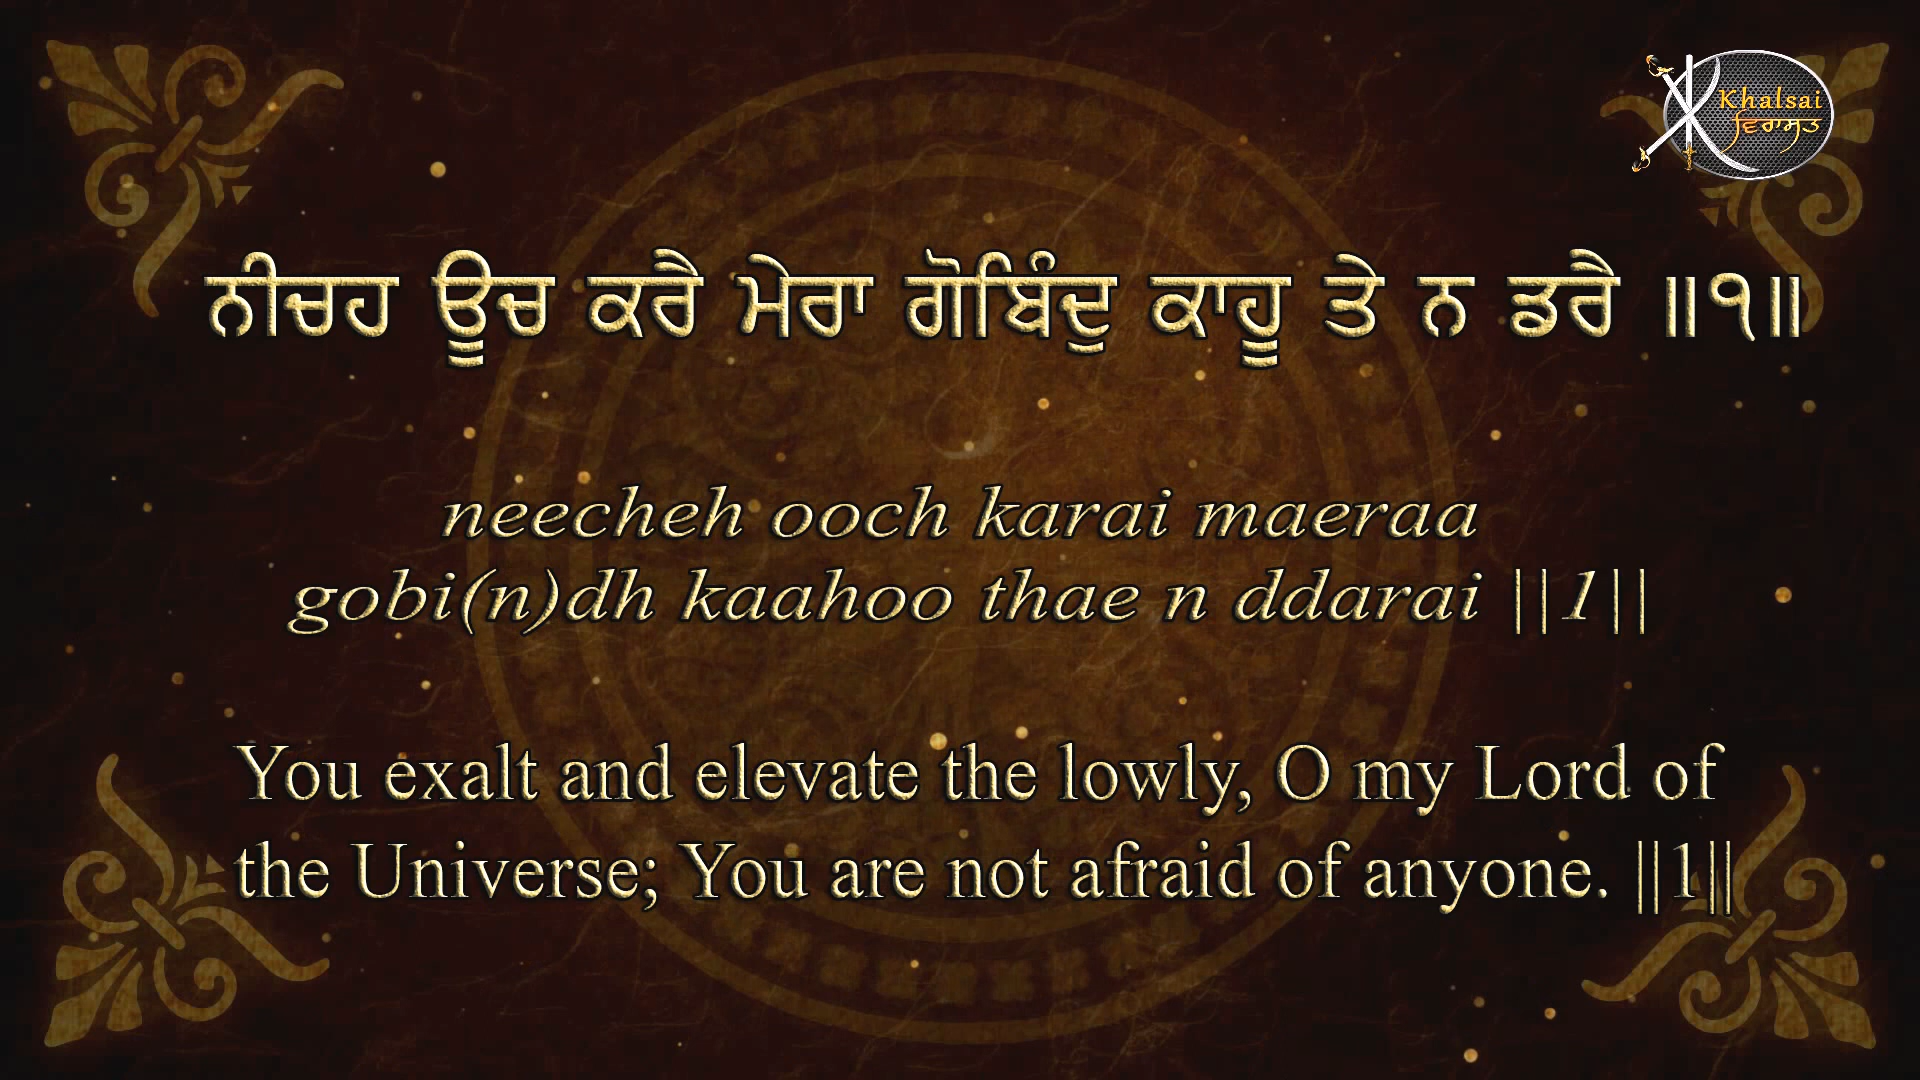 Khalsai
ਵਿਰਾਸਤ
ਨੀਚਹ ਊਚ ਕਰੈ ਮੇਰਾ ਗੋਬਿੰਦੁ ਕਾਹੂ ਤੇ ਨ ਡਰੈ ॥੧॥
neecheh ooch karai maeraa
gobi(n)dh kaahoo thae n ddarai ||1||
You exalt and elevate the lowly, O my Lord of
the Universe; You are not afraid of anyone. ||1||